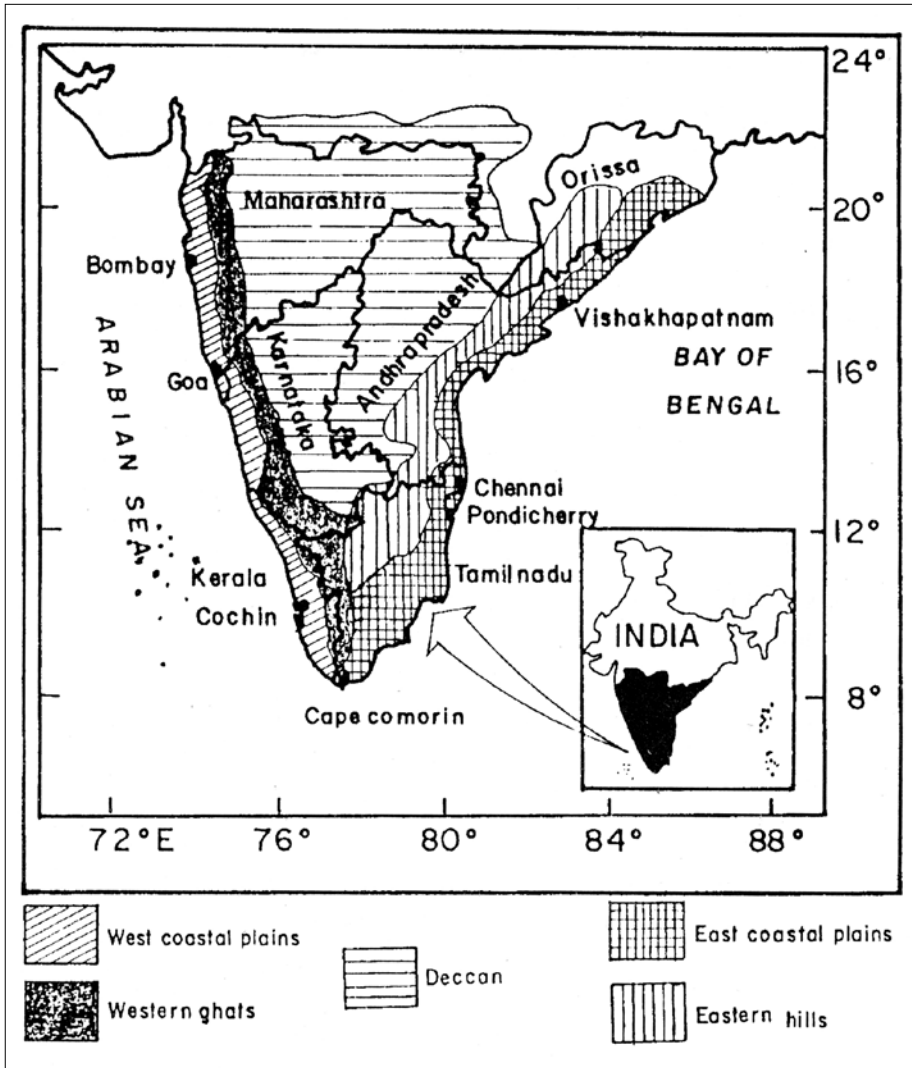 24°
Orissa
Maharashtra
20°
Bombay
Andhrapradesh
Vishakhapatnam
ARABIAN SEA
Karnataka
BAY OF
BENGAL
Goa
16°
Chennai
Pondicherry
12°
Kerala
Tamilnadu
Cochin
INDIA
8°
Cape comorin
72°E 76° 80° 84° 88°
West coastal plains
East coastal plains
Deccan
Western ghats
Eastern hills